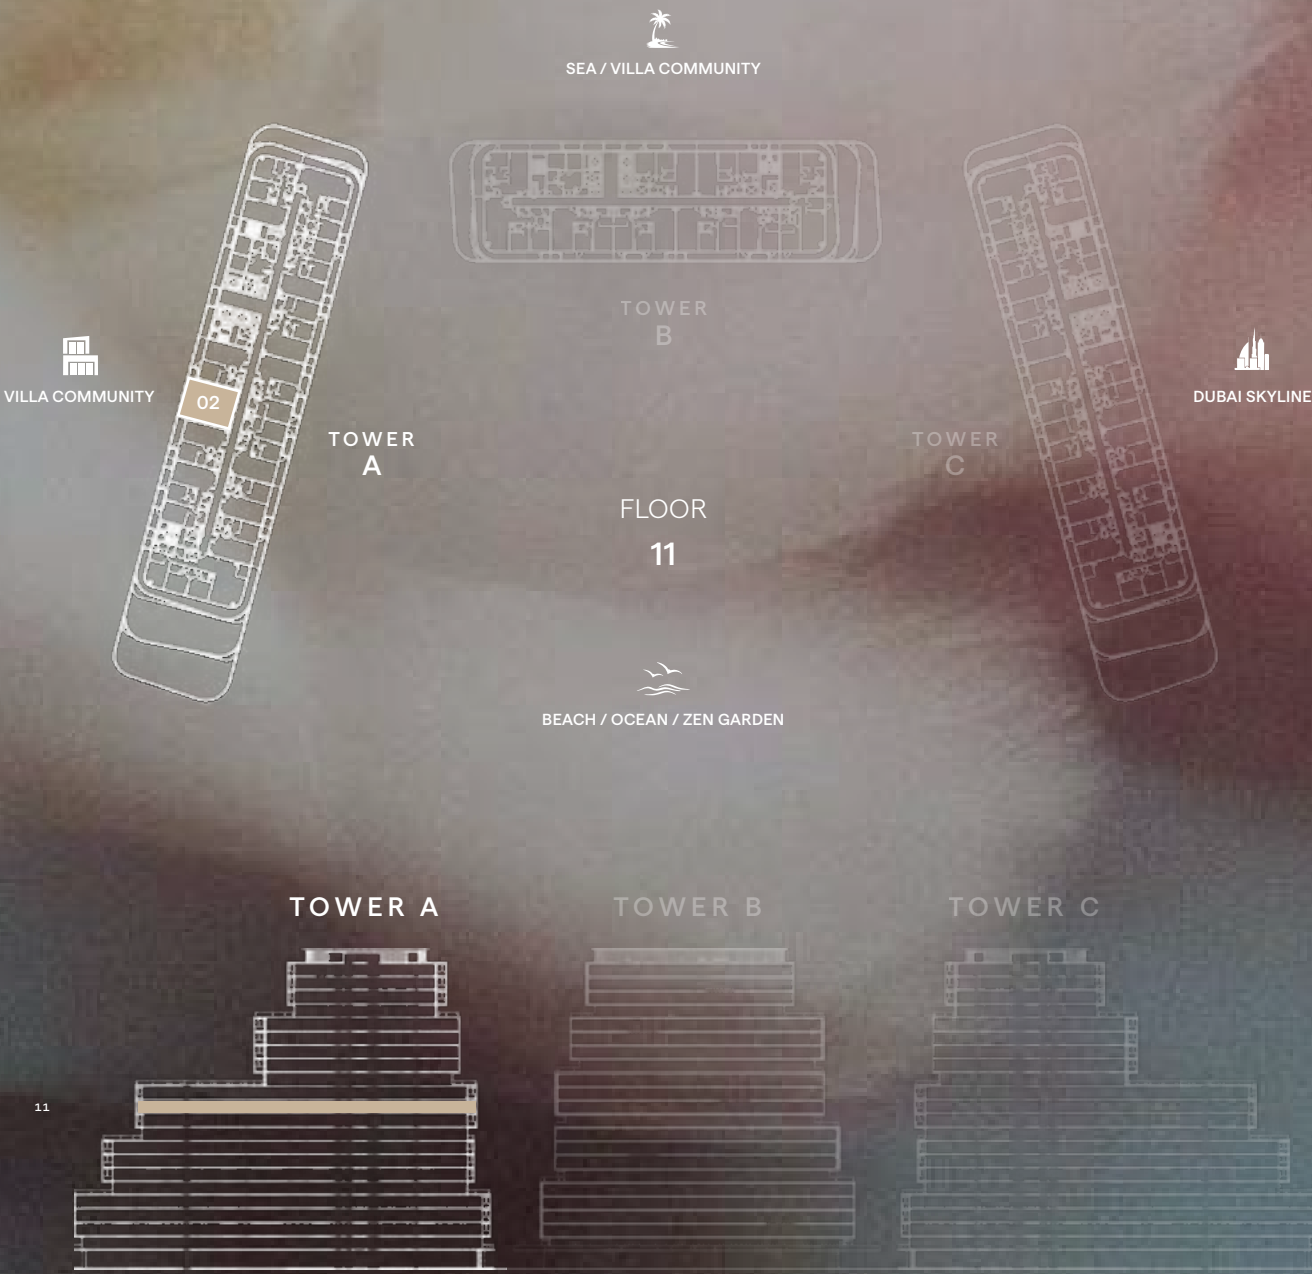 SEA / VILLA COMMUNITY
TOWER
B
VILLA COMMUNITY
02
DUBAI SKYLINE
TOWER
A
TOWER
C
FLOOR
11
BEACH / OCEAN / ZEN GARDEN
TOWER A
TOWER B
TOWER C
11